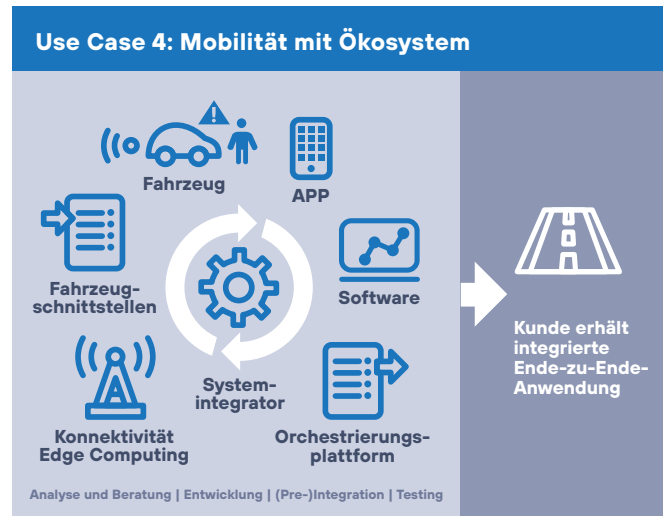 Use Case 4: Mobilität mit Ökosystem
Fahrzeug
APP
Fahrzeug-
schnittstellen
Software
System-
integrator
Konnektivität
Edge Computing
Orchestrierungs-
plattform
Analyse und Beratung | Entwicklung | (Pre-)Integration | Testing
Kunde erhält
integrierte
Ende-zu-Ende-
Anwendung